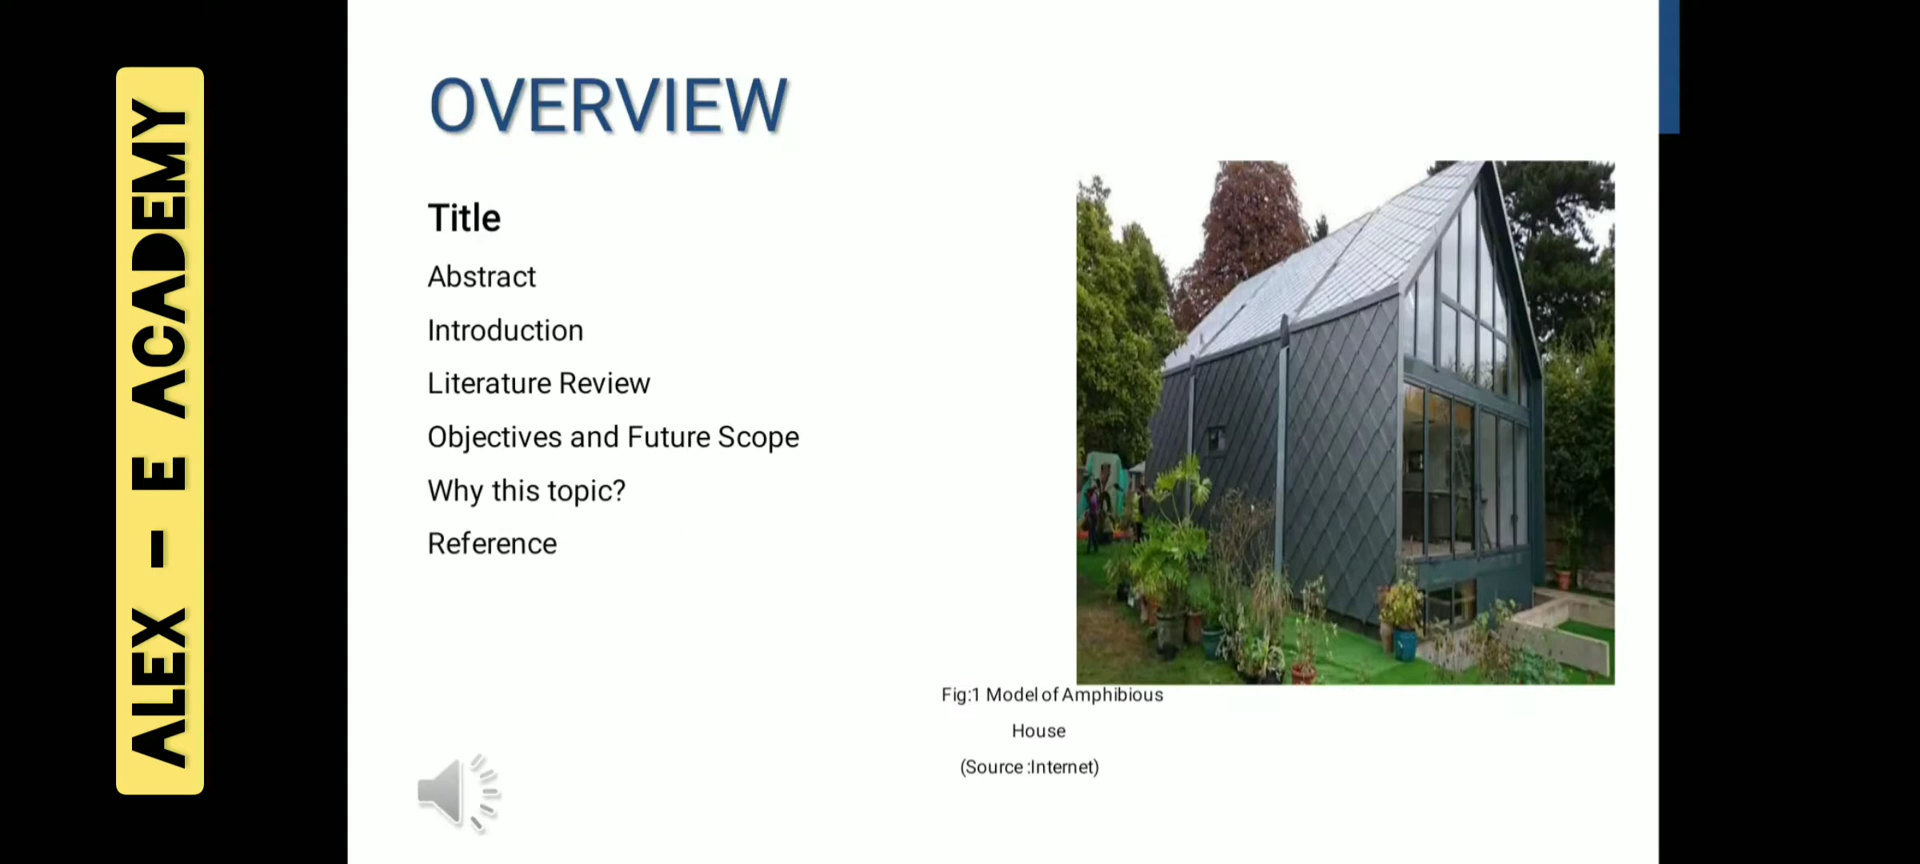 ALEX - E ACADEMY
OVERVIEW
Title
Abstract
Introduction
Literature Review
Objectives and Future Scope
Why this topic?
Reference
Fig:1 Model of Amphibious
House
(Source :Internet)